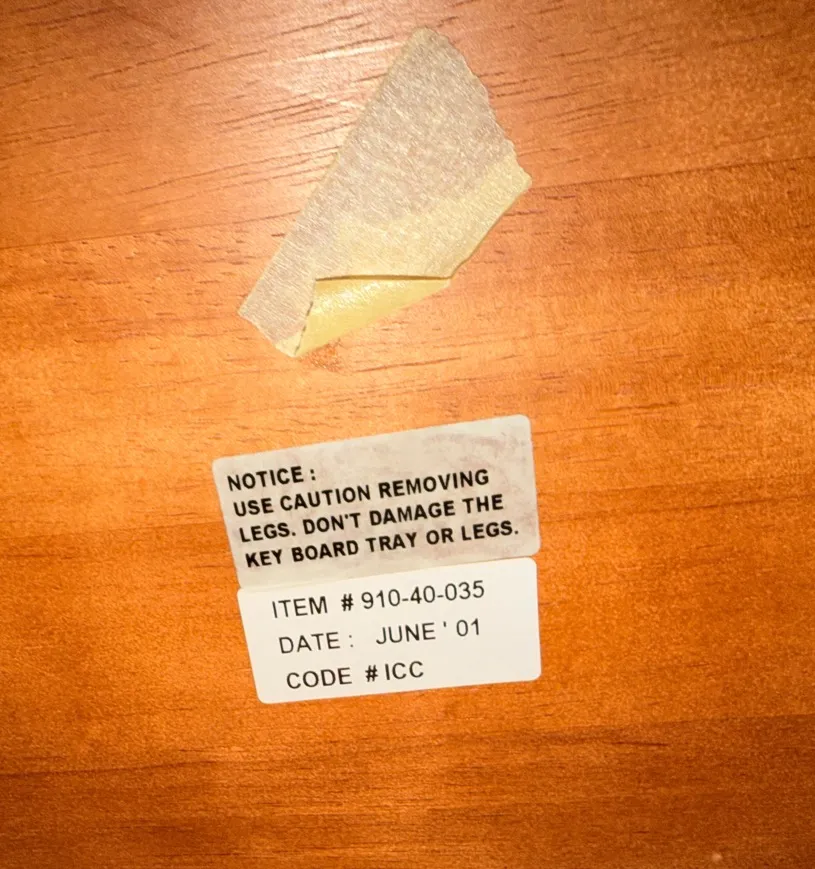 NOTICE :
USE CAUTION REMOVING
LEGS. DON'T DAMAGE THE
KEY BOARD TRAY OR LEGS.
ITEM # 910-40-035
DATE : JUNE ' 01
CODE # ICC